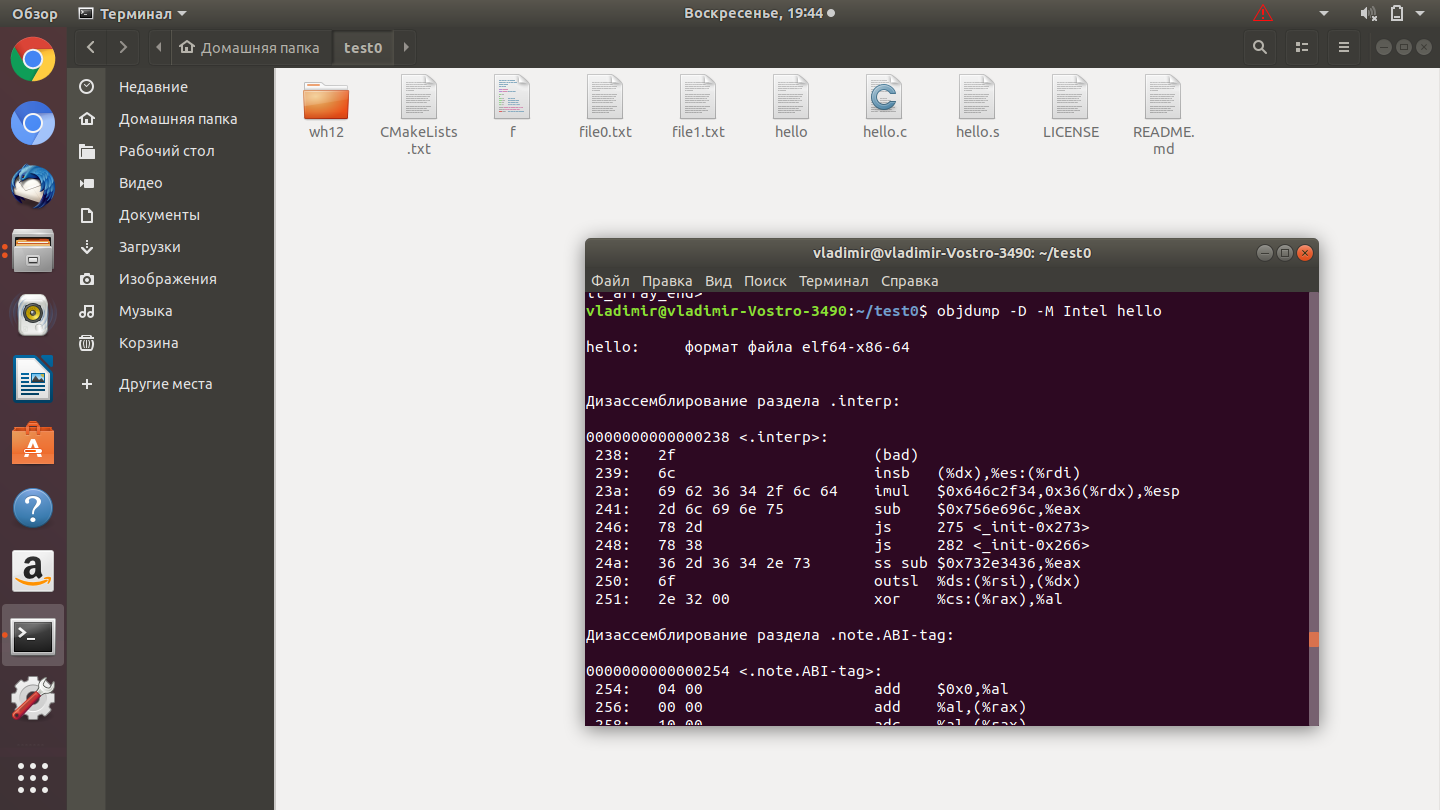 Обзор Терминал Воскресенье, 19:44
Домашняя папка test0
Недавние
Домашняя папка
Рабочий стол
Видео
Документы
Загрузки
Изображения
Музыка
Корзина
Другие места
wh12 CMakeLists.txt f file0.txt file1.txt hello hello.c hello.s LICENSE README.md
vladimir@vladimir-Vostro-3490: ~/test0
Файл Правка Вид Поиск Терминал Справка
it_array_end>
vladimir@vladimir-Vostro-3490:~/test0$ objdump -D -M Intel hello
hello:     формат файла elf64-x86-64
Дизассемблирование раздела .interp:
0000000000000238 <.interp>:
 238:	2f                   	(bad)
 239:	6c                   	insb   (%dx),%es:(%rdi)
 23a:	69 62 36 34 2f 6c 64 	imul   $0x646c2f34,0x36(%rdx),%esp
 241:	2d 6c 69 6e 75       	sub    $0x756e696c,%eax
 246:	78 2d                	js     275 <_init-0x273>
 248:	78 38                	js     282 <_init-0x266>
 24a:	36 2d 36 34 2e 73    	ss sub $0x732e3436,%eax
 250:	6f                   	outsl  %ds:(%rsi),(%dx)
 251:	2e 32 00             	xor    %cs:(%rax),%al
Дизассемблирование раздела .note.ABI-tag:
0000000000000254 <.note.ABI-tag>:
 254:	04 00                	add    $0x0,%al
 256:	00 00                	add    %al,(%rax)
 258:	10 00                	adc    %al,(%rax)